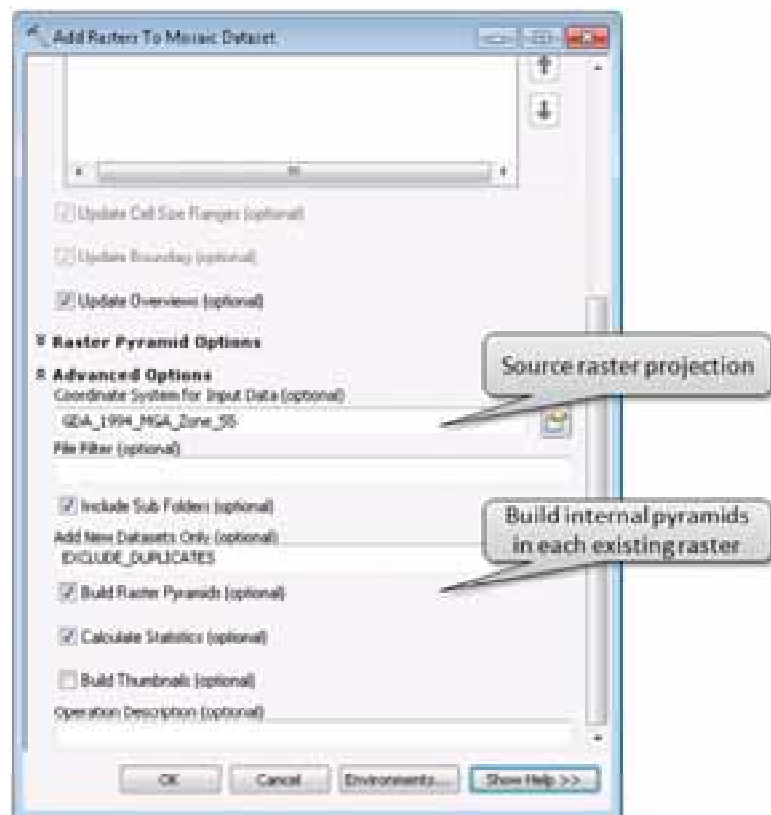 Add Rasters To Mosaic Dataset
Update Cell Size Ranges (optional)
Update Boundary (optional)
Update Overviews (optional)
Raster Pyramid Options
Advanced Options
Coordinate System for Input Data (optional)
GDA_1994_MGA_Zone_55
File Filter (optional)
Include Sub Folders (optional)
Add New Datasets Only (optional)
EXCLUDE_DUPLICATES
Build Raster Pyramids (optional)
Calculate Statistics (optional)
Build Thumbnails (optional)
Operation Description (optional)
OK Cancel Environments... Show Help >>
Source raster projection
Build internal pyramids
in each existing raster